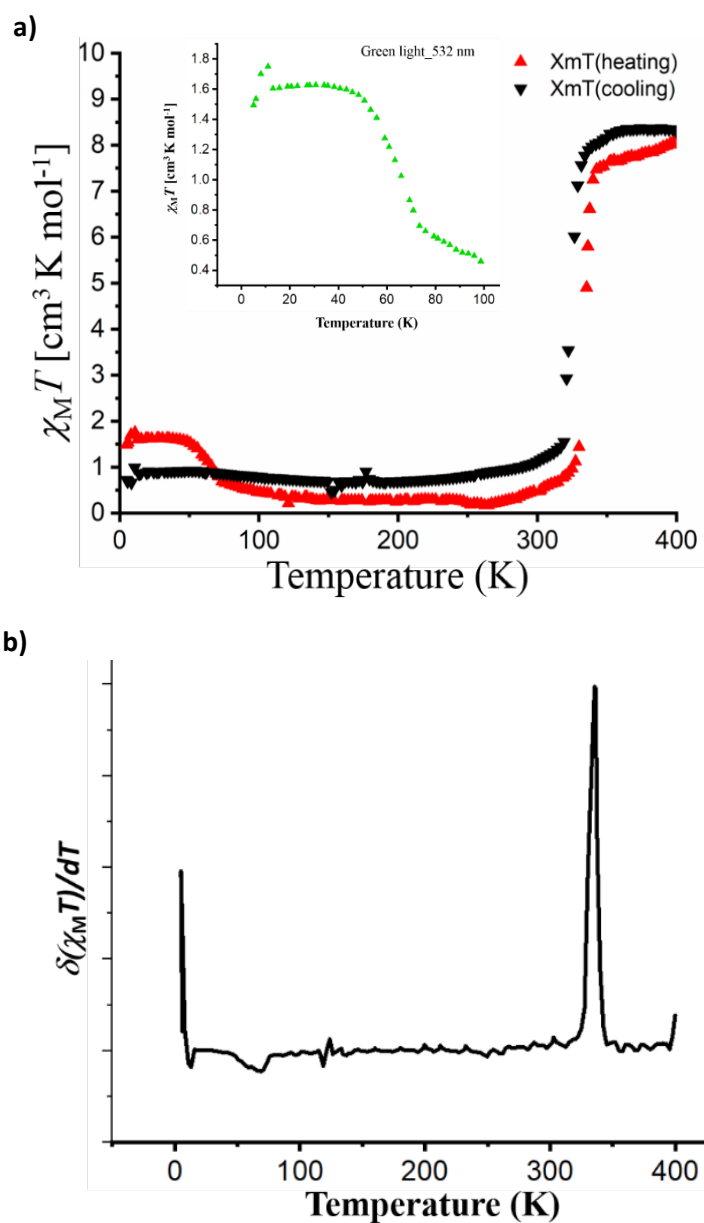 a)
10
9
8
7
6
5
4
3
2
1
0
χMT [cm³ K mol⁻¹]
0 100 200 300 400
Temperature (K)
XmT(heating)
XmT(cooling)
Green light_532 nm
1.8
1.6
1.4
1.2
1.0
0.8
0.6
0.4
χMT [cm³ K mol⁻¹]
0 20 40 60 80 100
Temperature (K)
b)
δ(χMT)/dT
0 100 200 300 400
Temperature (K)